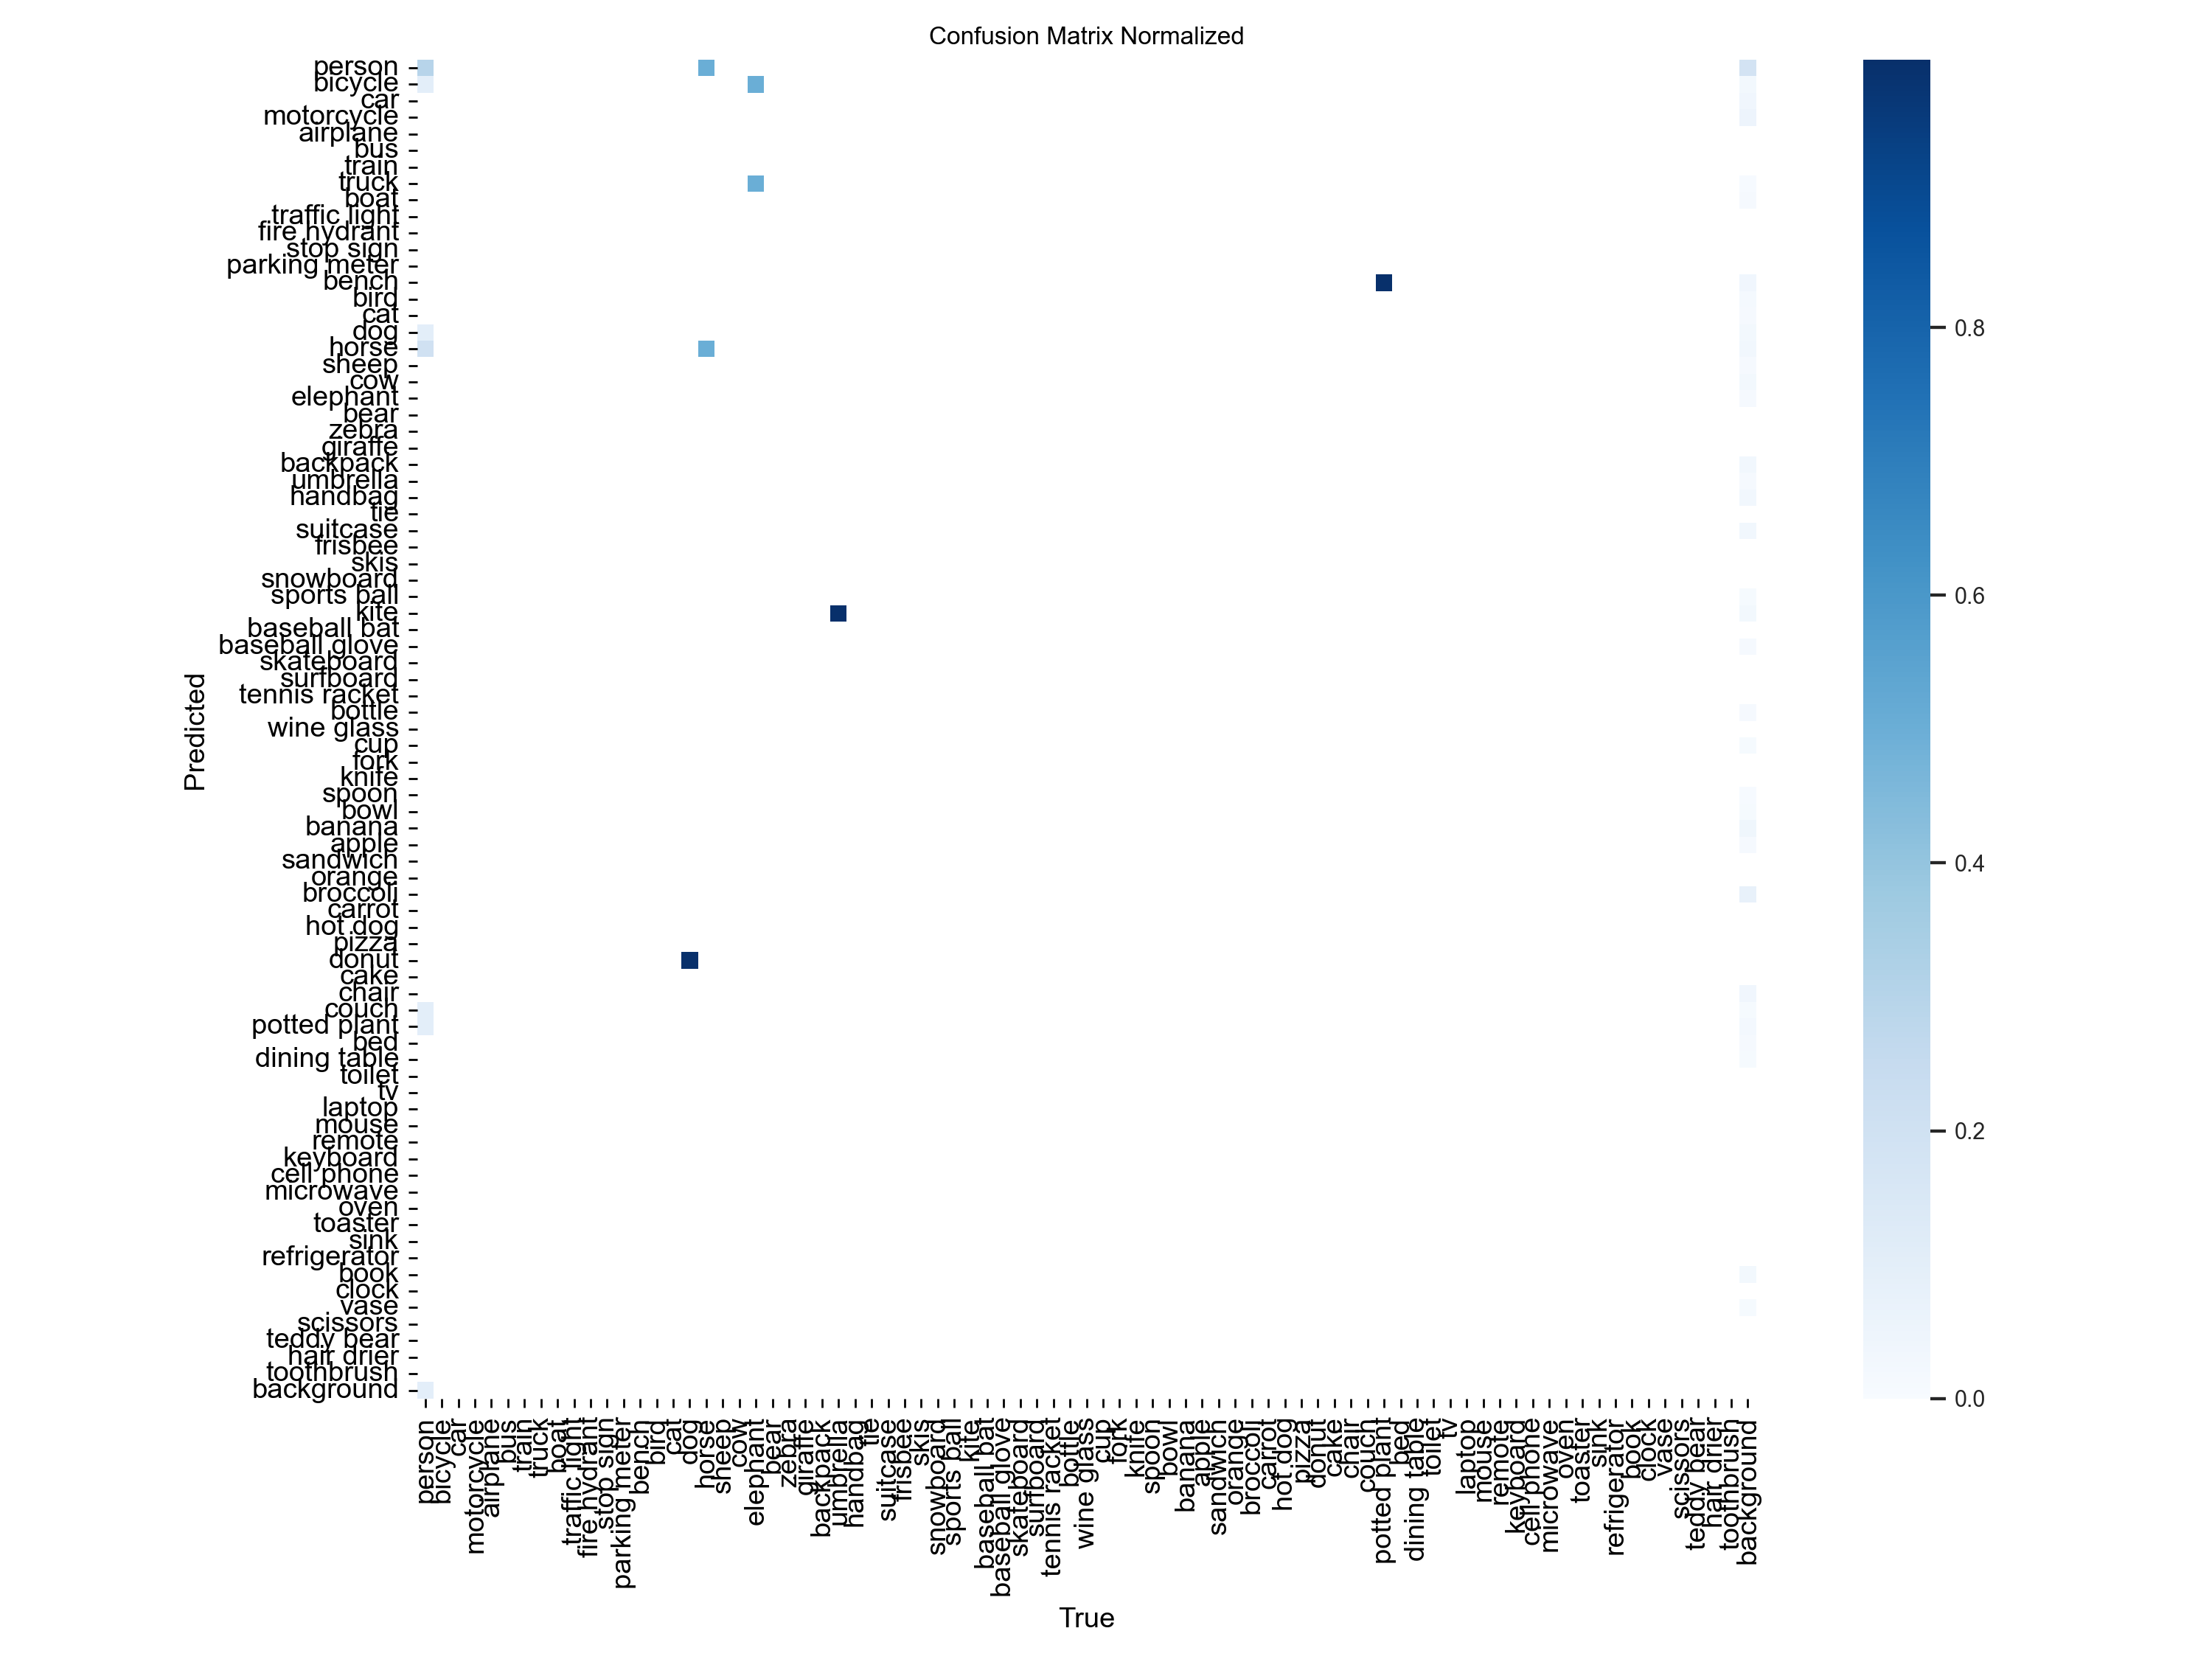 Confusion Matrix Normalized
person
bicycle
car
motorcycle
airplane
bus
train
truck
boat
traffic light
fire hydrant
stop sign
parking meter
bench
bird
cat
dog
horse
sheep
cow
elephant
bear
zebra
giraffe
backpack
umbrella
handbag
tie
suitcase
frisbee
skis
snowboard
sports ball
kite
baseball bat
baseball glove
skateboard
surfboard
tennis racket
bottle
wine glass
cup
fork
knife
spoon
bowl
banana
apple
sandwich
orange
broccoli
carrot
hot dog
pizza
donut
cake
chair
couch
potted plant
bed
dining table
toilet
tv
laptop
mouse
remote
keyboard
cell phone
microwave
oven
toaster
sink
refrigerator
book
clock
vase
scissors
teddy bear
hair drier
toothbrush
background
Predicted
person
bicycle
car
motorcycle
airplane
bus
train
truck
boat
traffic light
fire hydrant
stop sign
parking meter
bench
bird
cat
dog
horse
sheep
cow
elephant
bear
zebra
giraffe
backpack
umbrella
handbag
tie
suitcase
frisbee
skis
snowboard
sports ball
kite
baseball bat
baseball glove
skateboard
surfboard
tennis racket
bottle
wine glass
cup
fork
knife
spoon
bowl
banana
apple
sandwich
orange
broccoli
carrot
hot dog
pizza
donut
cake
chair
couch
potted plant
bed
dining table
toilet
tv
laptop
mouse
remote
keyboard
cell phone
microwave
oven
toaster
sink
refrigerator
book
clock
vase
scissors
teddy bear
hair drier
toothbrush
background
True
0.8
0.6
0.4
0.2
0.0